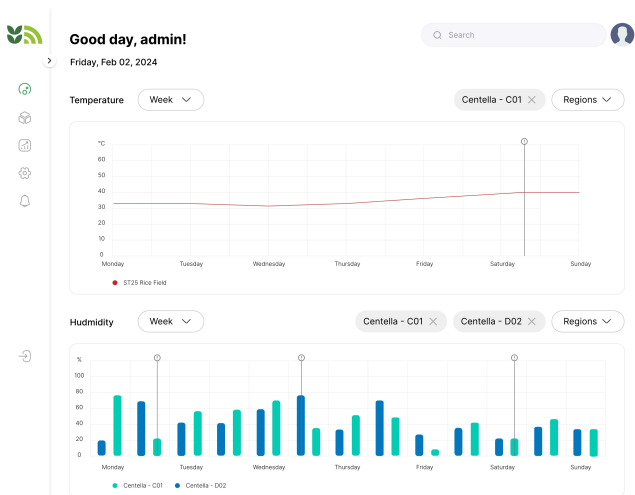 Good day, admin!
Search
Friday, Feb 02, 2024
Temperature
Week
Centella - C01
Regions
°C
60
50
40
30
20
10
0
Monday
Tuesday
Wednesday
Thursday
Friday
Saturday
Sunday
ST25 Rice Field
Hudmidity
Week
Centella - C01
Centella - D02
Regions
%
100
80
60
40
20
0
Monday
Tuesday
Wednesday
Thursday
Friday
Saturday
Sunday
Centella - C01
Centella - D02